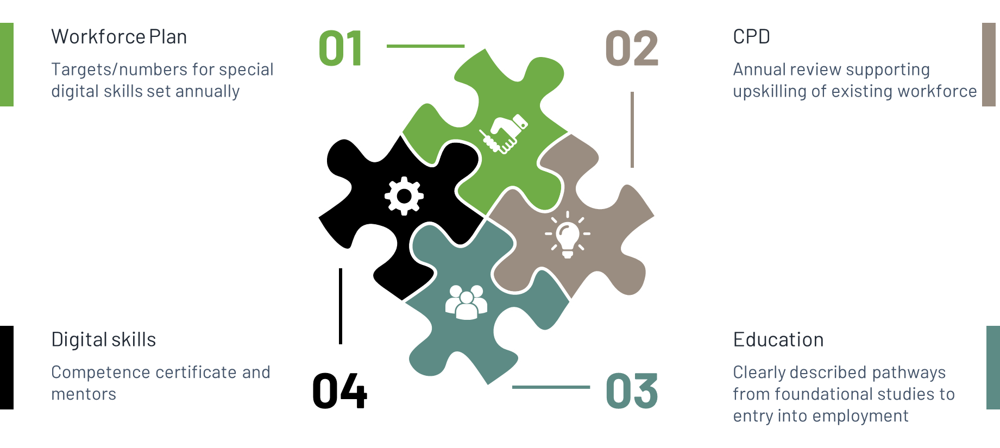 Workforce Plan
Targets/numbers for special
digital skills set annually
01
02
CPD
Annual review supporting
upskilling of existing workforce
Digital skills
Competence certificate and
mentors
04
03
Education
Clearly described pathways
from foundational studies to
entry into employment